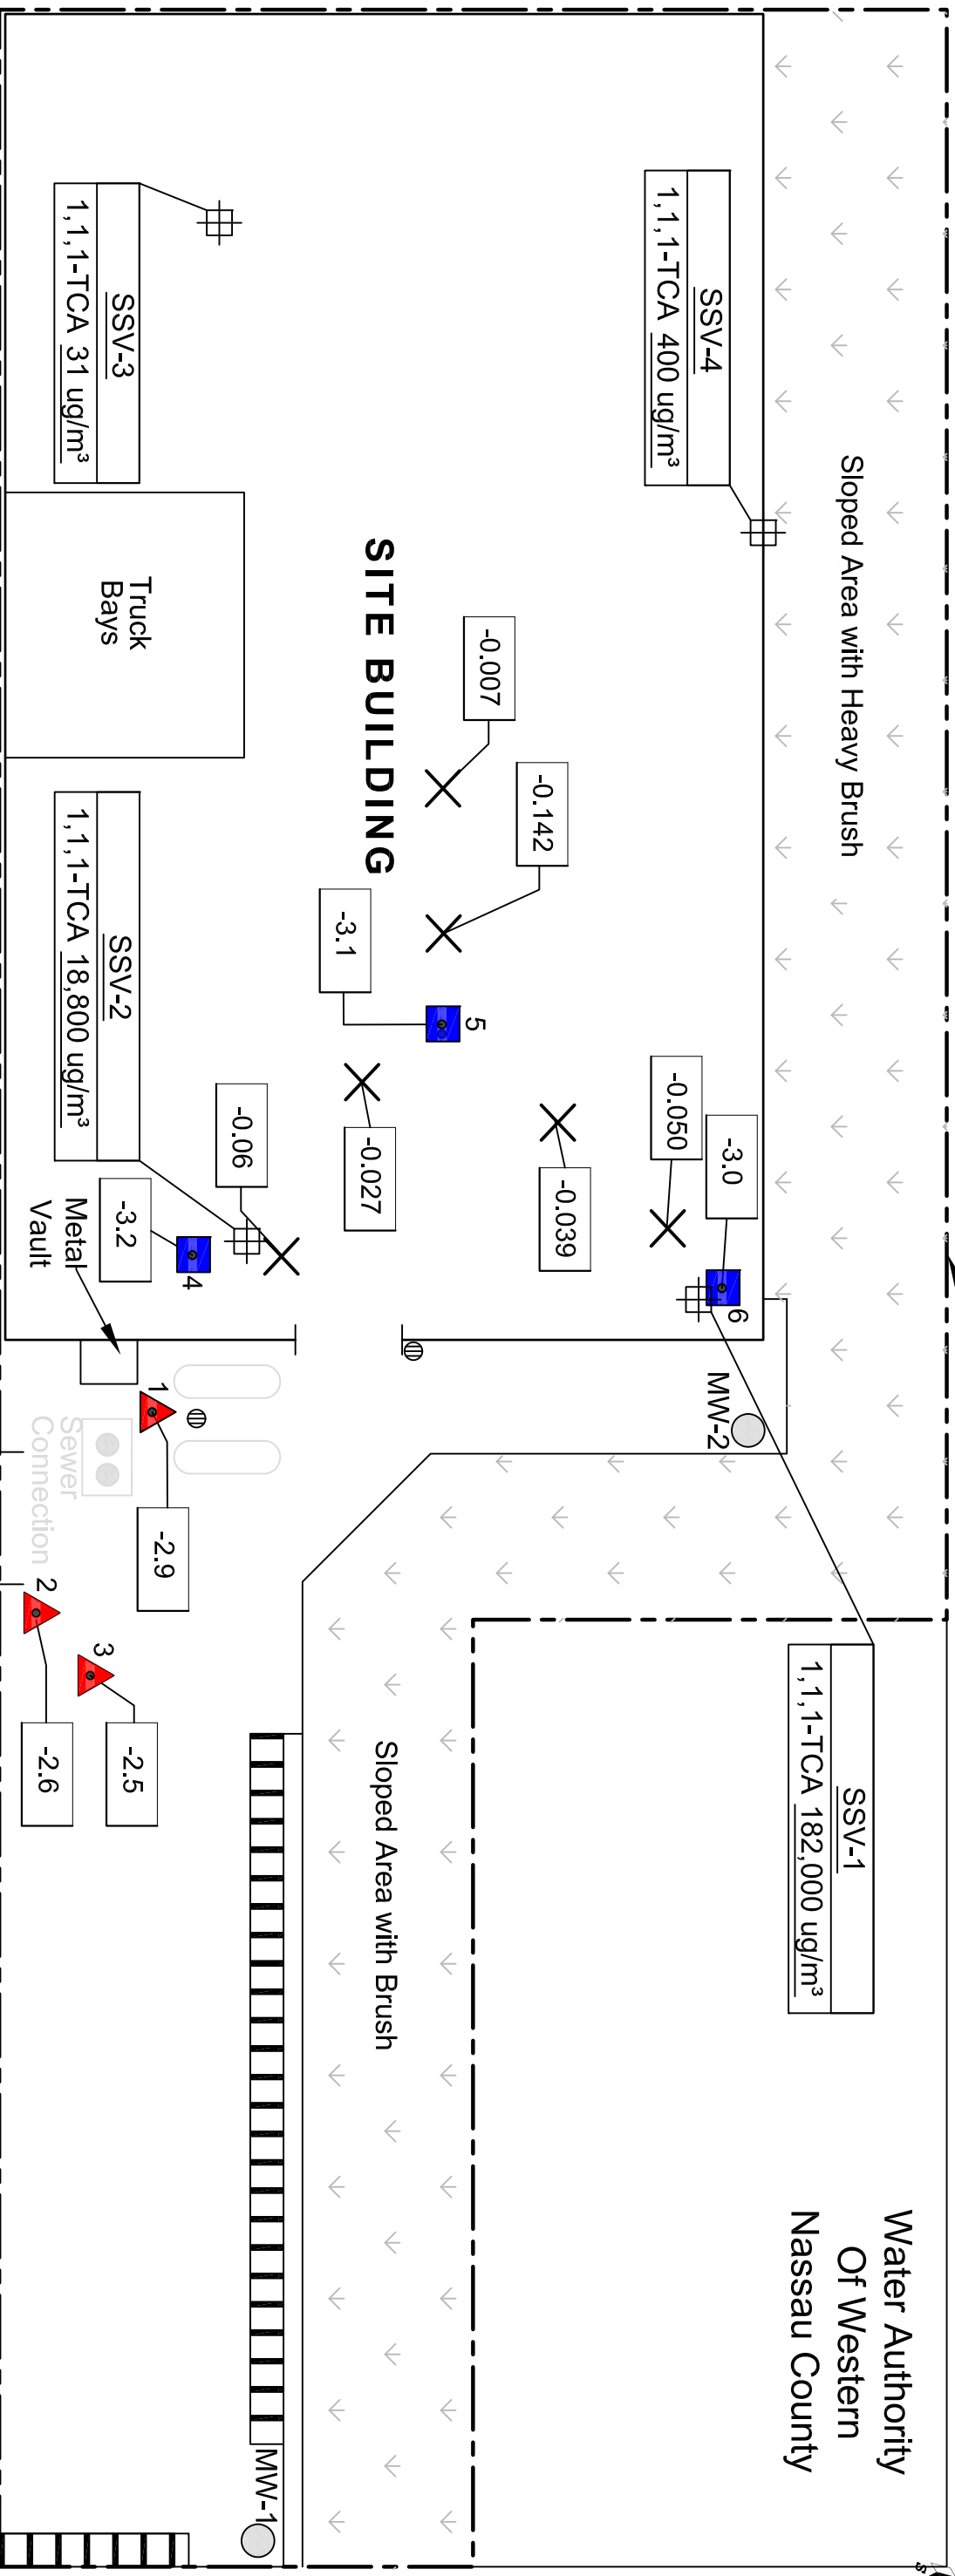 Sloped Area with Heavy Brush
Water Authority
Of Western
Nassau County
SSV-1
1,1,1-TCA 182,000 ug/m³
SSV-4
1,1,1-TCA 400 ug/m³
-3.0
6
MW-2
-0.050
-0.142
-0.039
-0.007
5
SITE BUILDING
-3.1
-0.027
Sloped Area with Brush
-0.06
MW-1
4
-3.2
SSV-3
1,1,1-TCA 31 ug/m³
Truck
Bays
SSV-2
1,1,1-TCA 18,800 ug/m³
Metal
Vault
1
-2.9
Sewer
Connection
3
-2.5
2
-2.6